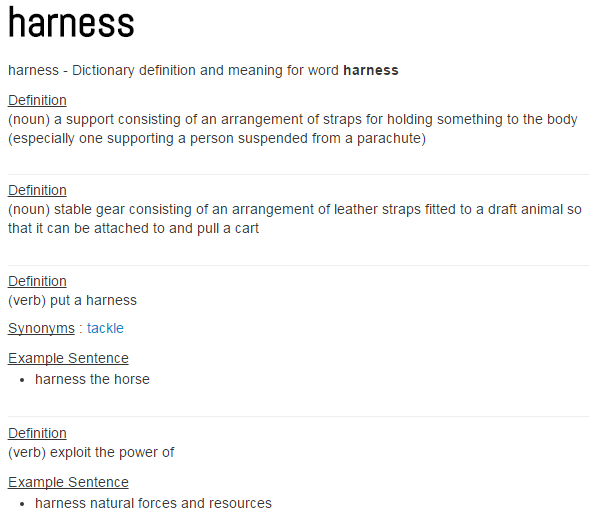 harness
harness - Dictionary definition and meaning for word harness
Definition
(noun) a support consisting of an arrangement of straps for holding something to the body
(especially one supporting a person suspended from a parachute)
Definition
(noun) stable gear consisting of an arrangement of leather straps fitted to a draft animal so
that it can be attached to and pull a cart
Definition
(verb) put a harness
Synonyms : tackle
Example Sentence
• harness the horse
Definition
(verb) exploit the power of
Example Sentence
• harness natural forces and resources